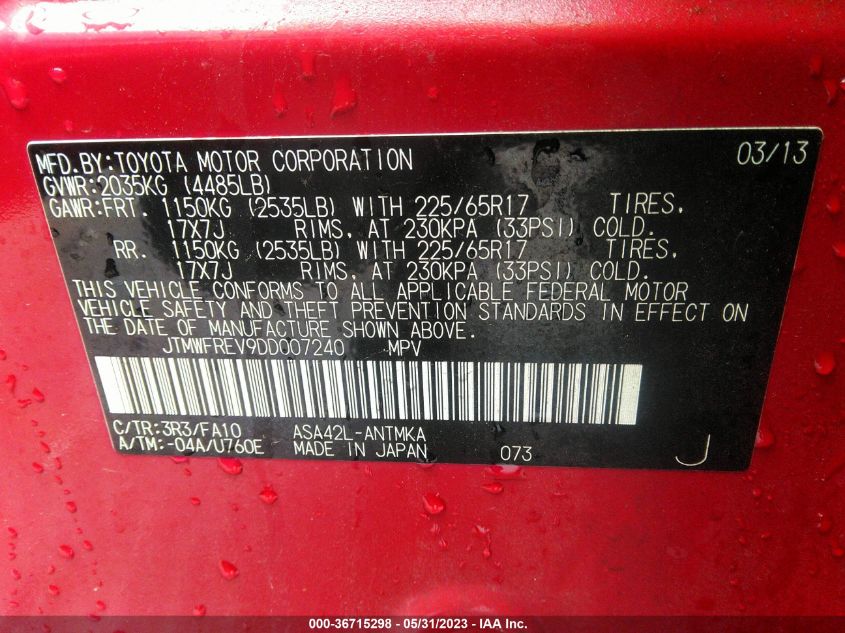 MFD.BY:TOYOTA MOTOR CORPORATION 03/13
GVWR:2035KG (4485LB)
GAWR:FRT. 1150KG (2535LB) WITH 225/65R17 TIRES,
17X7J RIMS, AT 230KPA (33PSI) COLD.
RR. 1150KG (2535LB) WITH 225/65R17 TIRES,
17X7J RIMS, AT 230KPA (33PSI) COLD.
THIS VEHICLE CONFORMS TO ALL APPLICABLE FEDERAL MOTOR
VEHICLE SAFETY AND THEFT PREVENTION STANDARDS IN EFFECT ON
THE DATE OF MANUFACTURE SHOWN ABOVE.
JTMWFREV9DD007240 MPV
C/TR:3R3/FA10 ASA42L-ANTMKA
A/TM:-04A/U760E MADE IN JAPAN 073 J
000-36715298 - 05/31/2023 - IAA Inc.